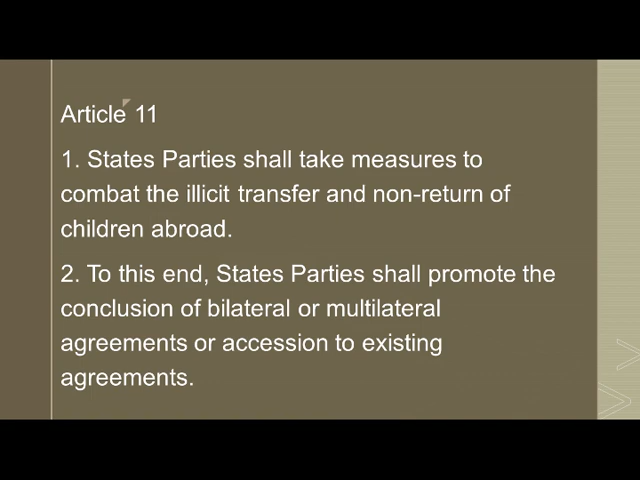 Article 11
1. States Parties shall take measures to
combat the illicit transfer and non-return of
children abroad.
2. To this end, States Parties shall promote the
conclusion of bilateral or multilateral
agreements or accession to existing
agreements.